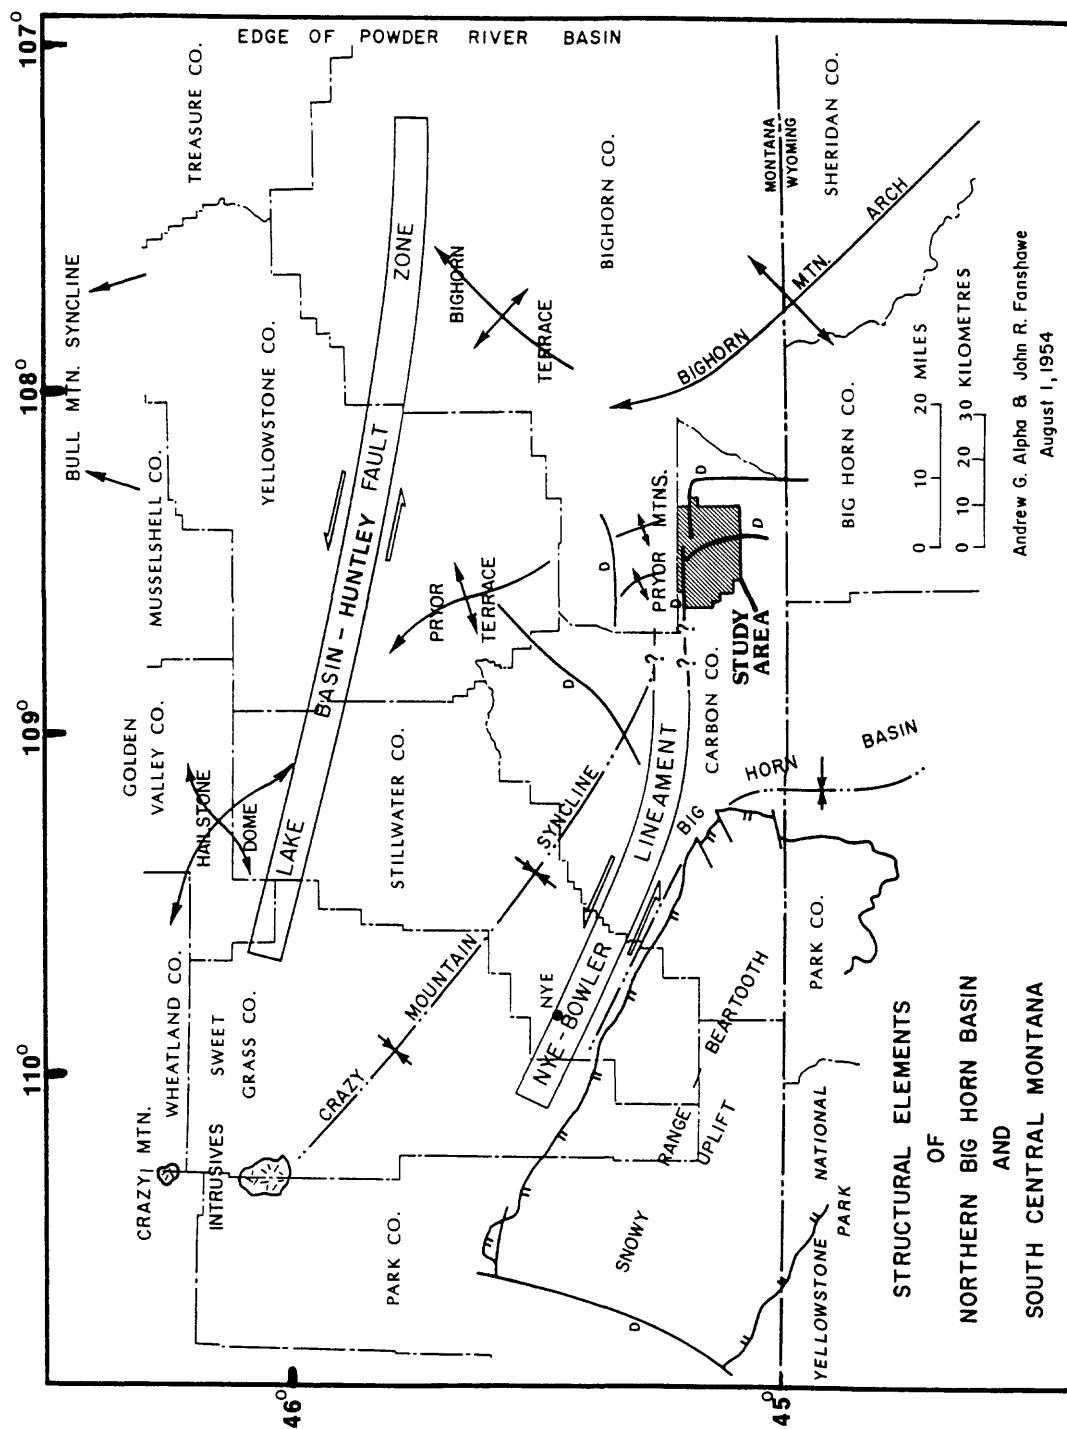 110°
109°
108°
107°
46°
45°
BULL MTN. SYNCLINE
EDGE OF POWDER RIVER BASIN
CRAZY MTN.
INTRUSIVES
WHEATLAND CO.
SWEET
GRASS CO.
GOLDEN
VALLEY CO.
HAILSTONE
DOME
MUSSELSHELL CO.
TREASURE CO.
YELLOWSTONE CO.
LAKE BASIN - HUNTLEY FAULT ZONE
PARK CO.
CRAZY MOUNTAIN SYNCLINE
STILLWATER CO.
PRYOR
TERRACE
BIGHORN
TERRACE
BIGHORN CO.
NYE
NYE - BOWLER LINEAMENT
D
D
D
D
D
D
?
?
?
PRYOR MTNS.
BIGHORN MTN. ARCH
SNOWY
RANGE
UPLIFT
BEARTOOTH
CARBON CO.
STUDY
AREA
BIG HORN BASIN
MONTANA
WYOMING
SHERIDAN CO.
YELLOWSTONE NATIONAL
PARK
PARK CO.
BIG HORN CO.
STRUCTURAL ELEMENTS
OF
NORTHERN BIG HORN BASIN
AND
SOUTH CENTRAL MONTANA
0 10 20 MILES
0 10 20 30 KILOMETRES
Andrew G. Alpha & John R. Fanshawe
August 1, 1954